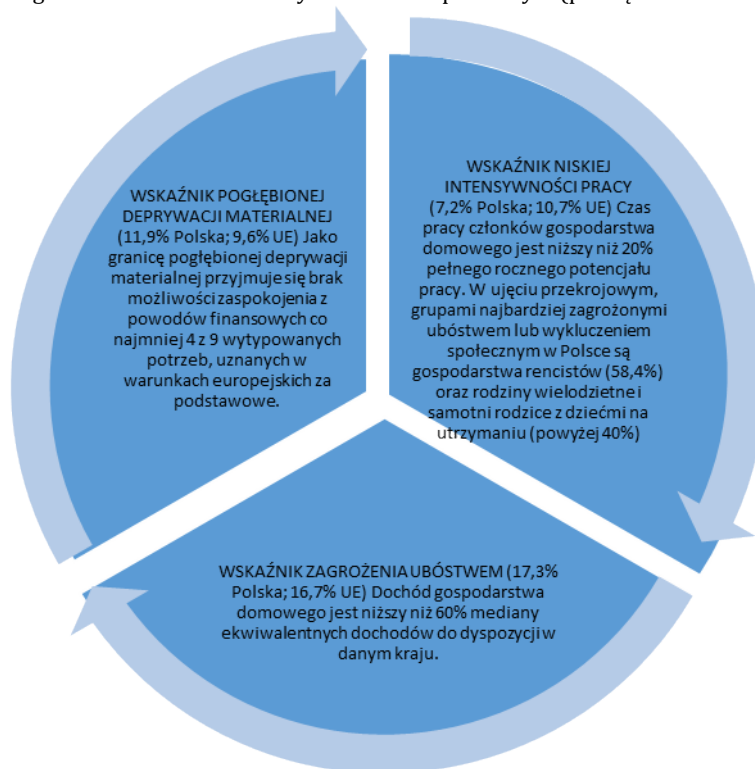 WSKAŹNIK POGŁĘBIONEJ
DEPRYWACJI MATERIALNEJ
(11,9% Polska; 9,6% UE) Jako
granicę pogłębionej deprywacji
materialnej przyjmuje się brak
możliwości zaspokojenia z
powodów finansowych co
najmniej 4 z 9 wytypowanych
potrzeb, uznanych w
warunkach europejskich za
podstawowe.
WSKAŹNIK NISKIEJ
INTENSYWNOŚCI PRACY
(7,2% Polska; 10,7% UE) Czas
pracy członków gospodarstwa
domowego jest niższy niż 20%
pełnego rocznego potencjału
pracy. W ujęciu przekrojowym,
grupami najbardziej zagrożonymi
ubóstwem lub wykluczeniem
społecznym w Polsce są
gospodarstwa rencistów (58,4%)
oraz rodziny wielodzietne i
samotni rodzice z dziećmi na
utrzymaniu (powyżej 40%)
WSKAŹNIK ZAGROŻENIA UBÓSTWEM (17,3%
Polska; 16,7% UE) Dochód gospodarstwa
domowego jest niższy niż 60% mediany
ekwiwalentnych dochodów do dyspozycji w
danym kraju.